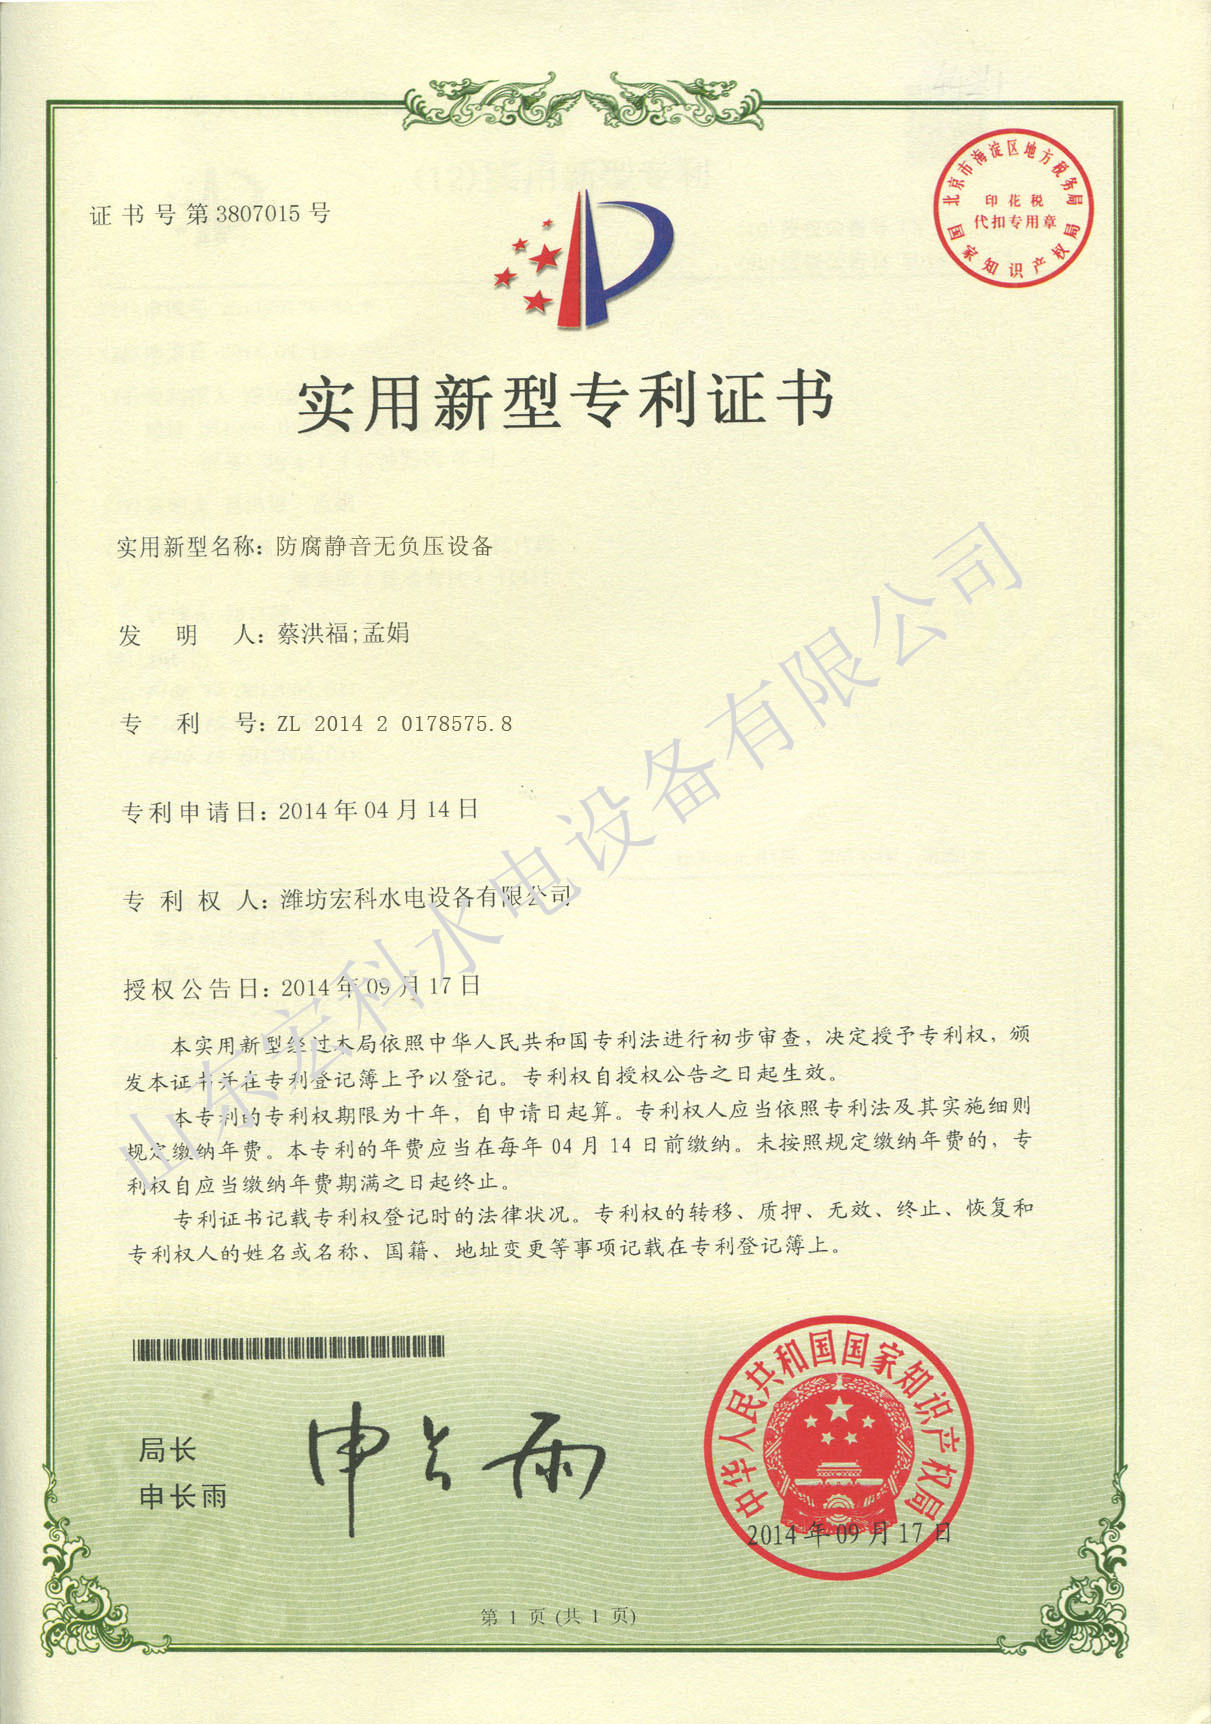 证书号第3807015号
北京市海淀区地方税务局
印花税
代扣专用章
国家知识产权局
实用新型专利证书
实用新型名称：防腐静音无负压设备
发明人：蔡洪福;孟娟
专利号：ZL 2014 2 0178575.8
专利申请日：2014年04月14日
专利权人：潍坊宏科水电设备有限公司
授权公告日：2014年09月17日
本实用新型经过本局依照中华人民共和国专利法进行初步审查，决定授予专利权，颁
发本证书并在专利登记簿上予以登记。专利权自授权公告之日起生效。
本专利的专利权期限为十年，自申请日起算。专利权人应当依照专利法及其实施细则
规定缴纳年费。本专利的年费应当在每年04月14日前缴纳。未按照规定缴纳年费的，专
利权自应当缴纳年费期满之日起终止。
专利证书记载专利权登记时的法律状况。专利权的转移、质押、无效、终止、恢复和
专利权人的姓名或名称、国籍、地址变更等事项记载在专利登记簿上。
山东宏科水电设备有限公司
局长
申长雨
申长雨
中华人民共和国国家知识产权局
2014年09月17日
第1页(共1页)